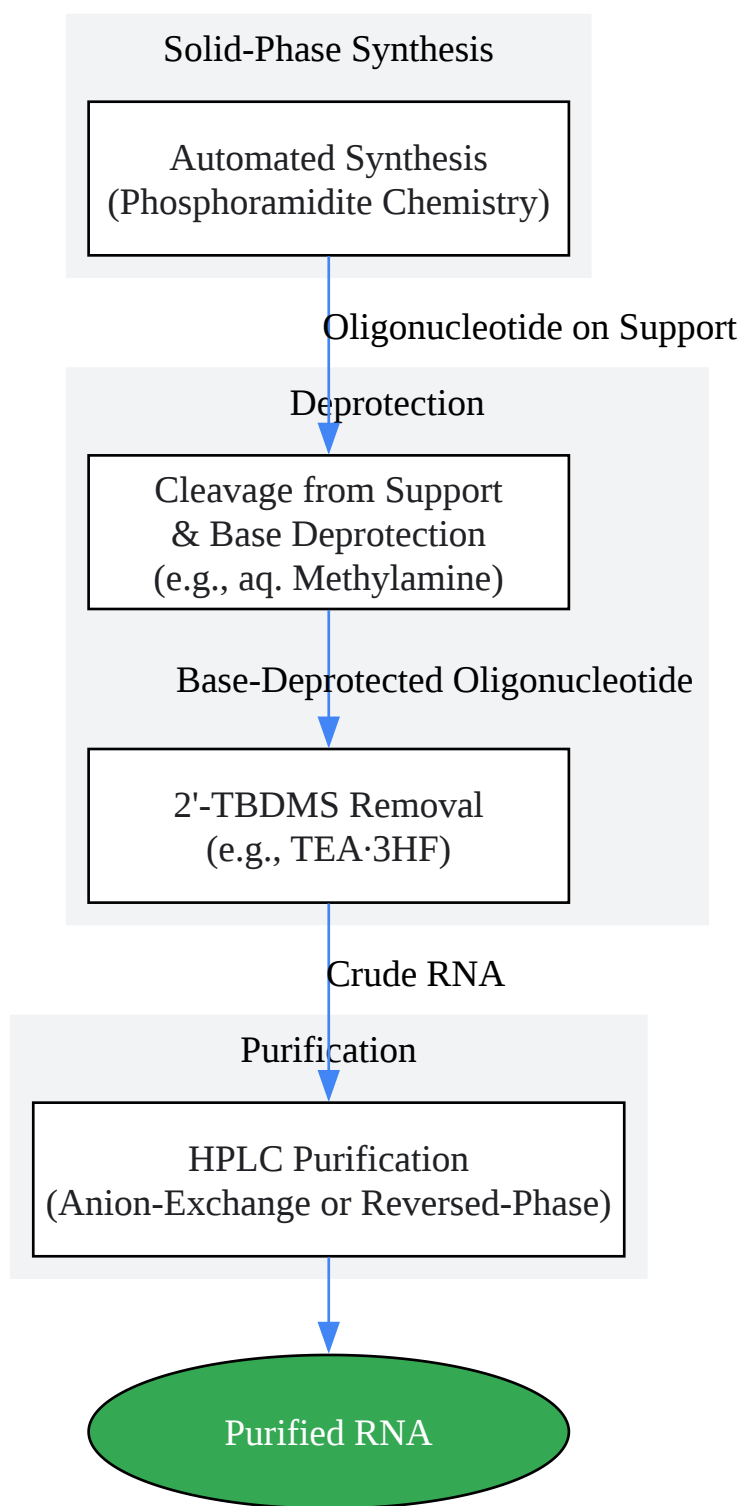 Solid-Phase Synthesis
Automated Synthesis
(Phosphoramidite Chemistry)
Oligonucleotide on Support
Deprotection
Cleavage from Support
& Base Deprotection
(e.g., aq. Methylamine)
Base-Deprotected Oligonucleotide
2'-TBDMS Removal
(e.g., TEA·3HF)
Crude RNA
Purification
HPLC Purification
(Anion-Exchange or Reversed-Phase)
Purified RNA